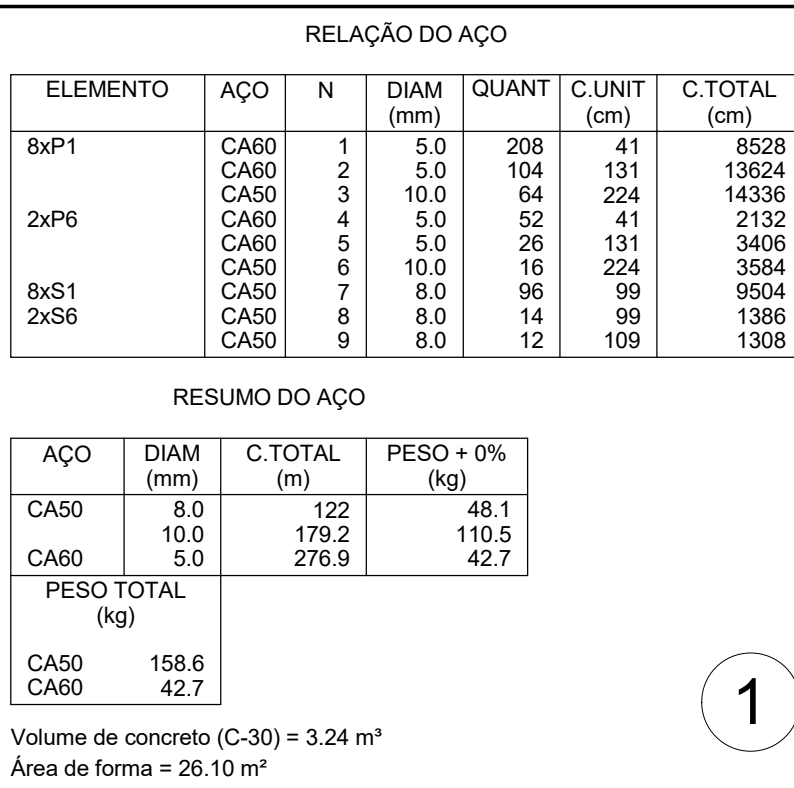 RELAÇÃO DO AÇO
ELEMENTO AÇO N DIAM QUANT C.UNIT C.TOTAL
(mm) (cm) (cm)
8xP1 CA60 1 5.0 208 41 8528
CA60 2 5.0 104 131 13624
CA50 3 10.0 64 224 14336
2xP6 CA60 4 5.0 52 41 2132
CA60 5 5.0 26 131 3406
CA50 6 10.0 16 224 3584
8xS1 CA50 7 8.0 96 99 9504
2xS6 CA50 8 8.0 14 99 1386
CA50 9 8.0 12 109 1308
RESUMO DO AÇO
AÇO DIAM C.TOTAL PESO + 0%
(mm) (m) (kg)
CA50 8.0 122 48.1
10.0 179.2 110.5
CA60 5.0 276.9 42.7
PESO TOTAL
(kg)
CA50 158.6
CA60 42.7
1
Volume de concreto (C-30) = 3.24 m³
Área de forma = 26.10 m²